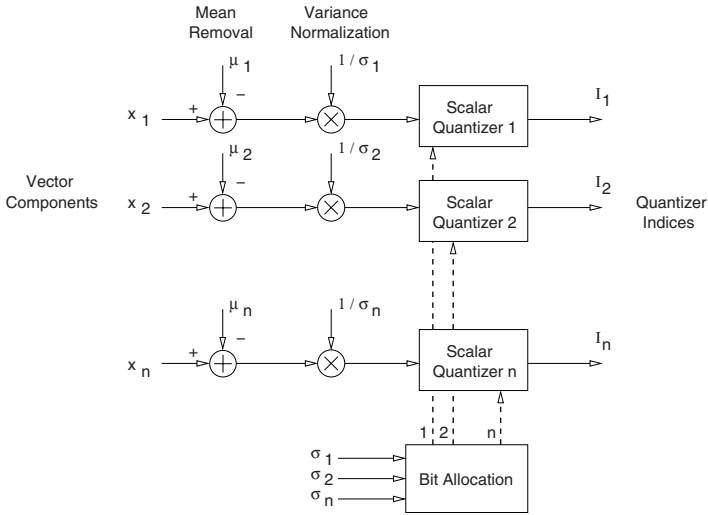 Mean Removal
Variance Normalization
μ 1
1 / σ 1
x 1
+
−
Scalar Quantizer 1
I 1
μ 2
1 / σ 2
Vector Components
x 2
+
−
Scalar Quantizer 2
I 2
Quantizer Indices
μ n
1 / σ n
x n
+
−
Scalar Quantizer n
I n
1 2 n
σ 1
σ 2
σ n
Bit Allocation